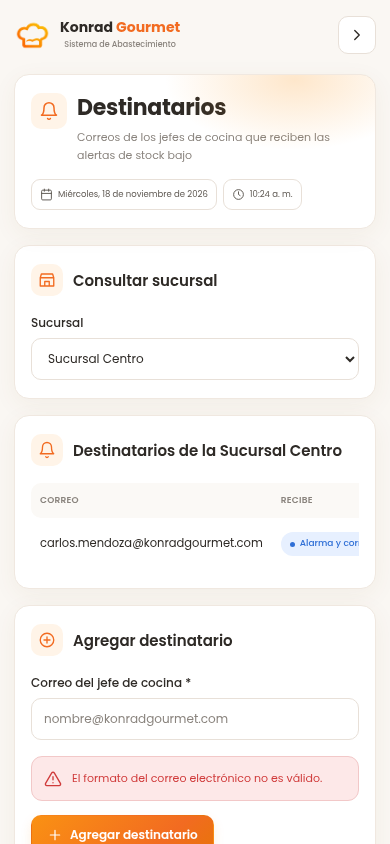 Konrad Gourmet
Sistema de Abastecimiento
Destinatarios
Correos de los jefes de cocina que reciben las
alertas de stock bajo
Miércoles, 18 de noviembre de 2026
10:24 a. m.
Consultar sucursal
Sucursal
Sucursal Centro
Destinatarios de la Sucursal Centro
CORREO RECIBE
carlos.mendoza@konradgourmet.com Alarma y
Agregar destinatario
Correo del jefe de cocina *
nombre@konradgourmet.com
El formato del correo electrónico no es válido.
Agregar destinatario